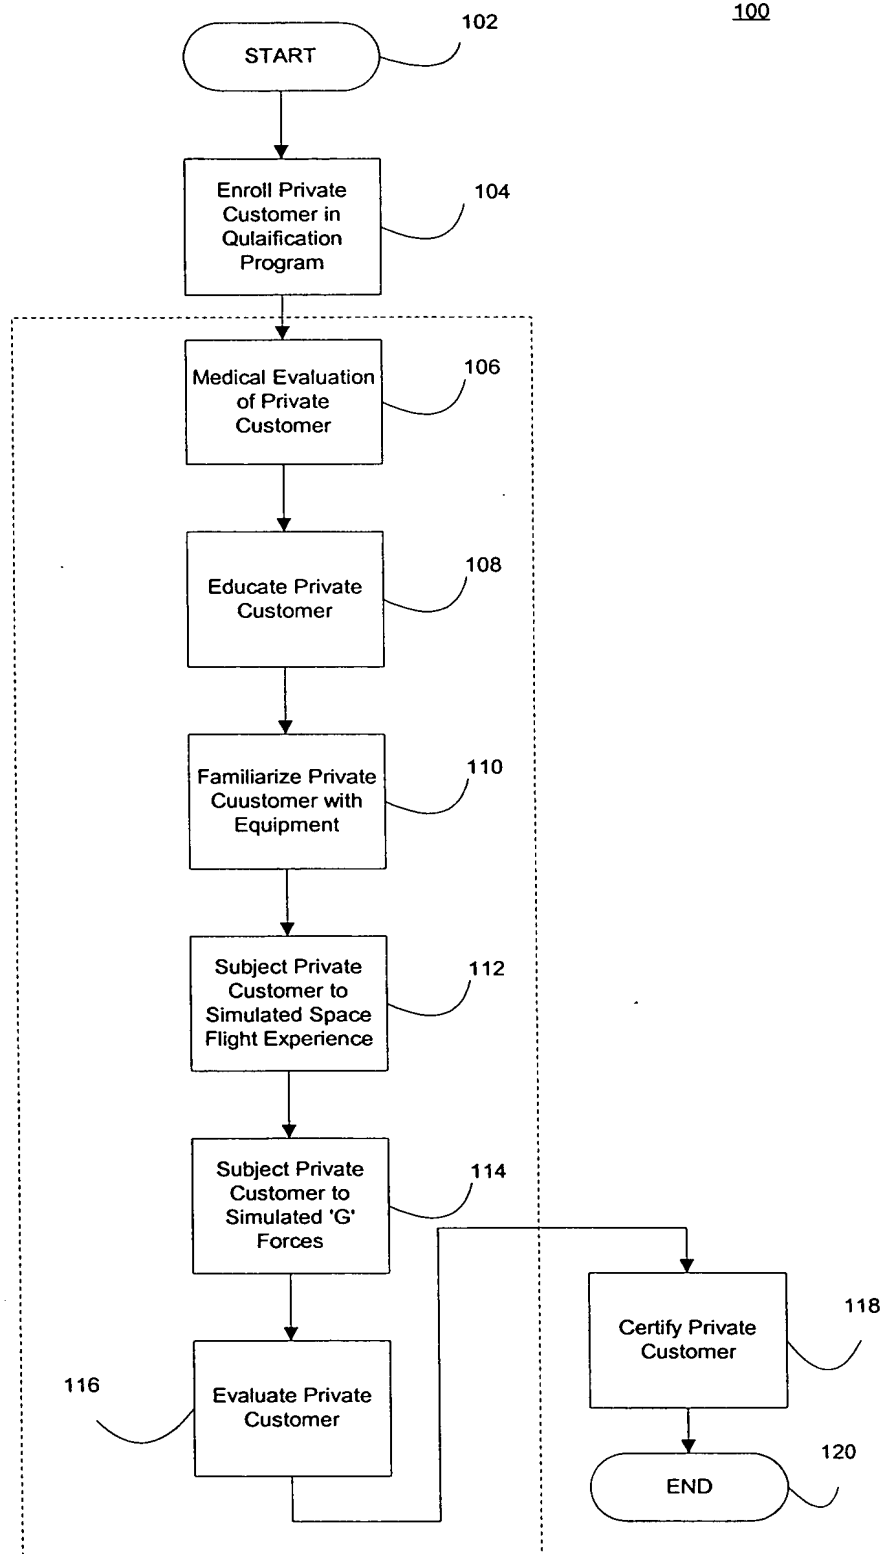 100
102
START
104
Enroll Private
Customer in
Qulaification
Program
106
Medical Evaluation
of Private
Customer
108
Educate Private
Customer
110
Familiarize Private
Cuustomer with
Equipment
112
Subject Private
Customer to
Simulated Space
Flight Experience
114
Subject Private
Customer to
Simulated 'G'
Forces
116
Evaluate Private
Customer
118
Certify Private
Customer
120
END